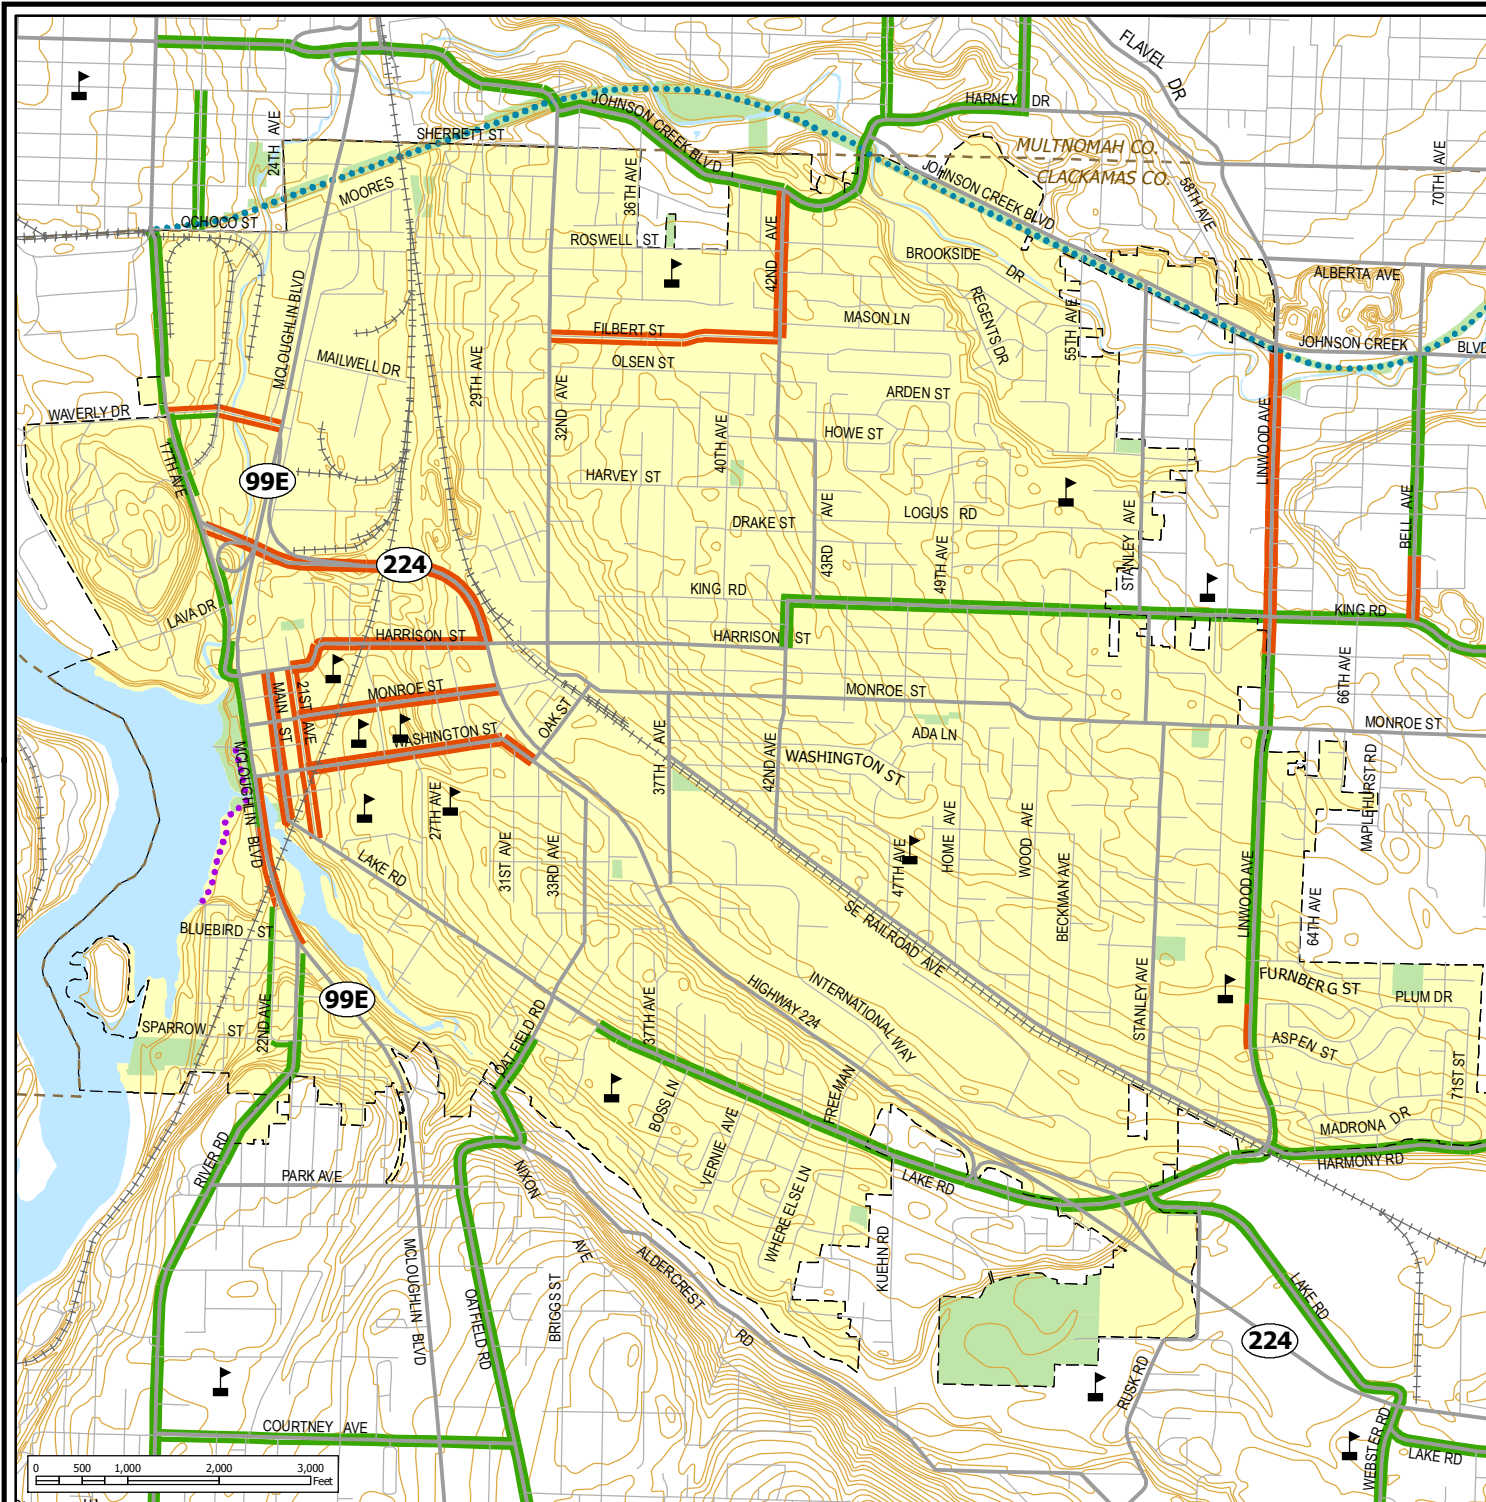 FLAVEL DR
HARNEY DR
JOHNSON CREEK BLVD
SHERRETT ST
24TH AVE
MULTNOMAH CO.
CLACKAMAS CO.
70TH AVE
MOORES
36TH AVE
JOHNSON CREEK BLVD
58TH AVE
OCHOCO ST
ROSWELL ST
42ND AVE
BROOKSIDE DR
ALBERTA AVE
MCLOUGHLIN BLVD
REGENTS DR
55TH AVE
MASON LN
FILBERT ST
JOHNSON CREEK BLVD
MAILWELL DR
29TH AVE
OLSEN ST
32ND AVE
ARDEN ST
LINWOOD AVE
WAVERLY DR
40TH AVE
HOWE ST
17TH AVE
99E
HARVEY ST
DRAKE ST
43RD AVE
LOGUS RD
STANLEY AVE
BELL AVE
224
49TH AVE
KING RD
KING RD
LAVA DR
HARRISON ST
HARRISON ST
66TH AVE
MAIN ST
21ST AVE
MONROE ST
MONROE ST
MONROE ST
OAK ST
WASHINGTON ST
37TH AVE
42ND AVE
ADA LN
WASHINGTON ST
MAPLEHURST RD
MCLOUGHLIN BLVD
27TH AVE
31ST AVE
33RD AVE
47TH AVE
HOME AVE
WOOD AVE
BECKMAN AVE
LINWOOD AVE
LAKE RD
64TH AVE
BLUEBIRD ST
SE RAILROAD AVE
99E
HIGHWAY 224
INTERNATIONAL WAY
STANLEY AVE
FURNBERG ST
PLUM DR
SPARROW ST
22ND AVE
OATFIELD RD
37TH AVE
ASPEN ST
71ST ST
BOSS LN
FREEMAN
VERNIE AVE
MADRONA DR
HARMONY RD
RIVER RD
PARK AVE
NIXON AVE
LAKE RD
WHERE ELSE LN
KUEHN RD
MCLOUGHLIN BLVD
OATFIELD RD
BRIGGS ST
ALDERCREST RD
LAKE RD
224
RUSK RD
COURTNEY AVE
WEBSTER RD
LAKE RD
0 500 1,000 2,000 3,000
Feet